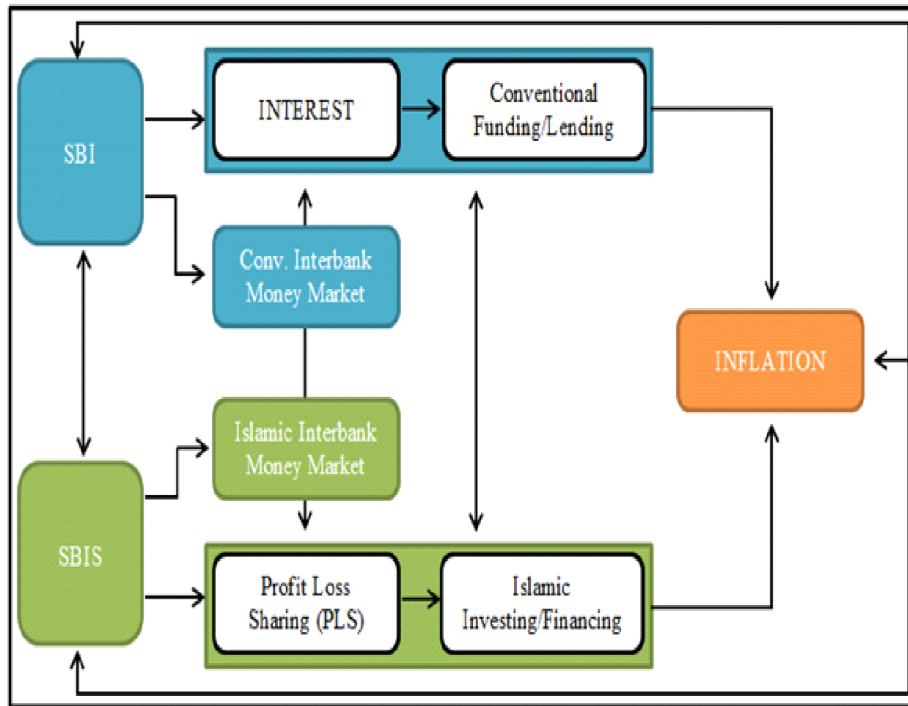 SBI
INTEREST
Conventional
Funding/Lending
Conv. Interbank
Money Market
INFLATION
Islamic Interbank
Money Market
SBIS
Profit Loss
Sharing (PLS)
Islamic
Investing/Financing